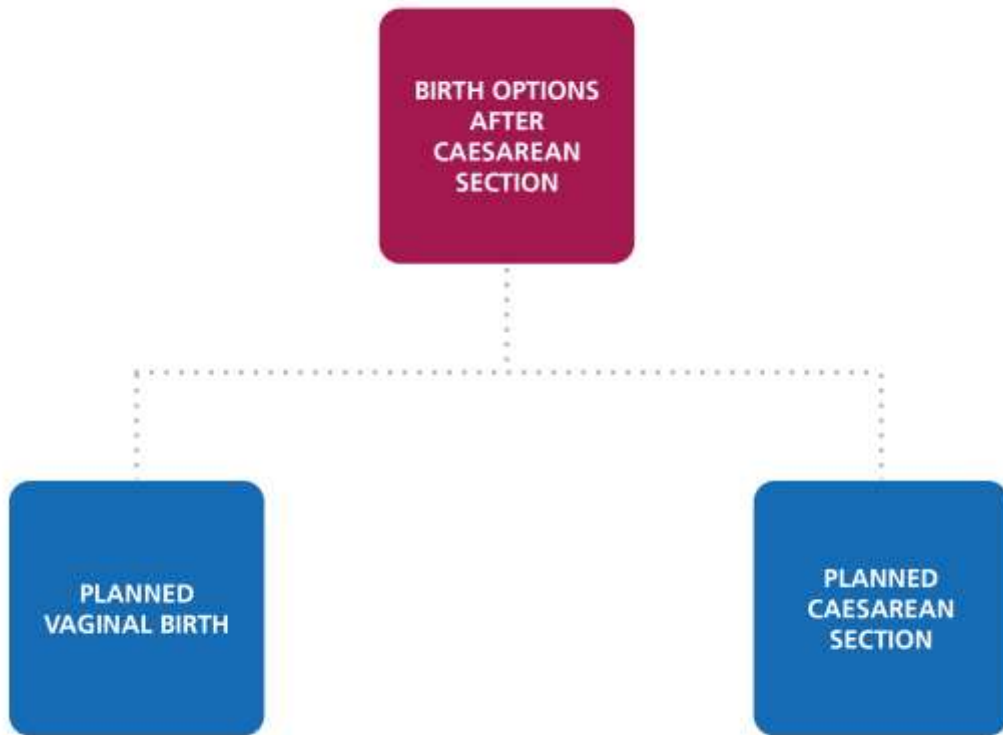 BIRTH OPTIONS
AFTER
CAESAREAN
SECTION
PLANNED
VAGINAL BIRTH
PLANNED
CAESAREAN
SECTION